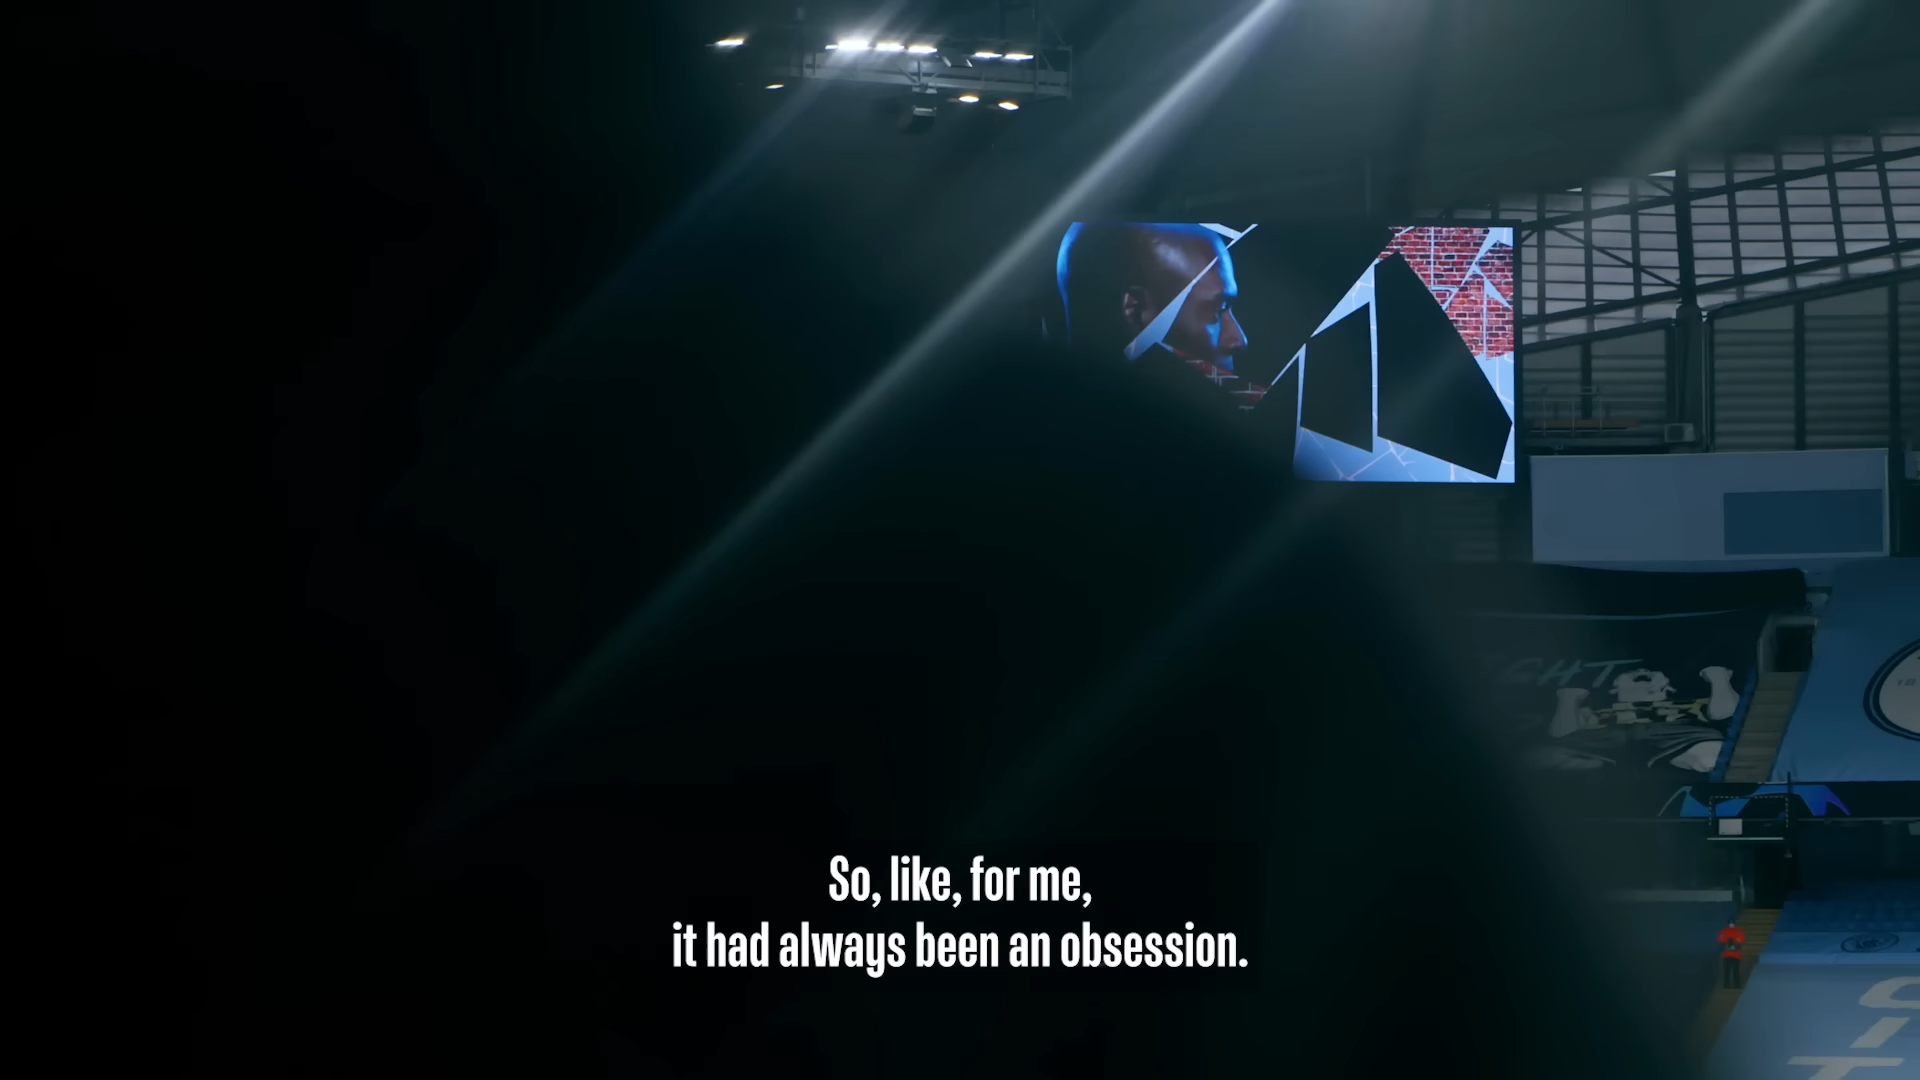 So, like, for me,
it had always been an obsession.